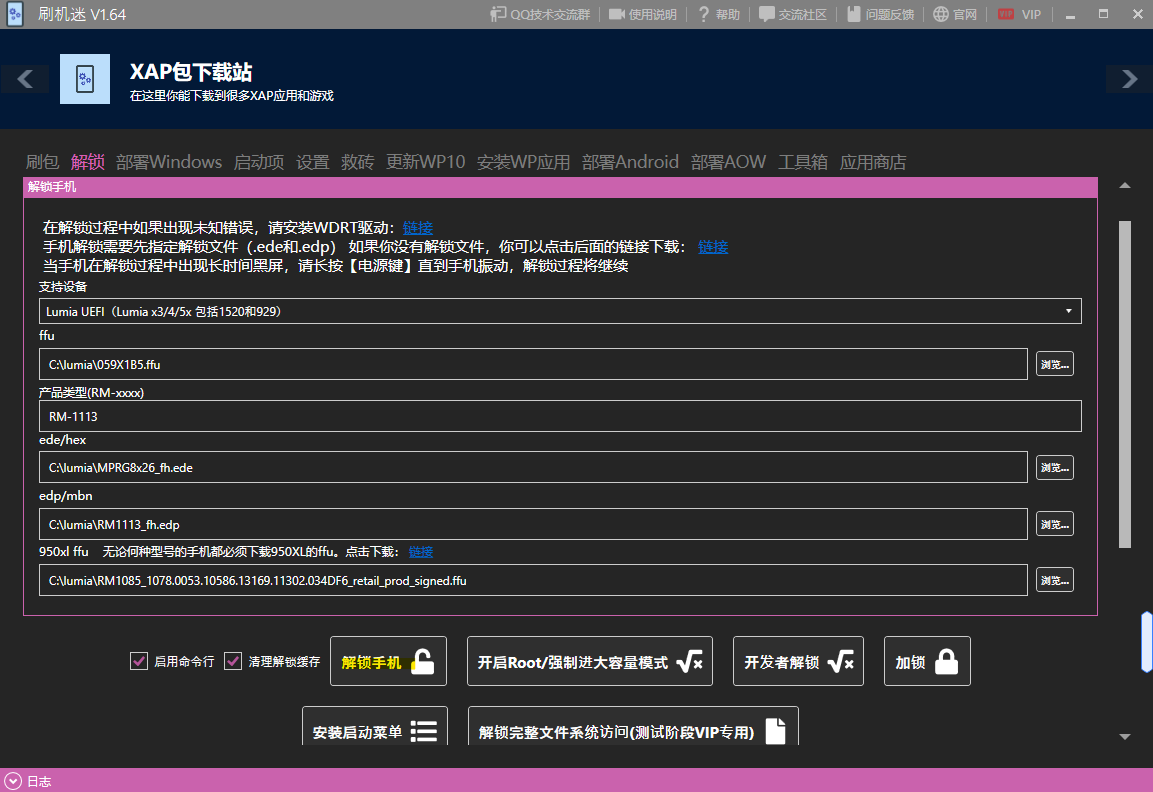 刷机迷 V1.64
QQ技术交流群 使用说明 帮助 交流社区 问题反馈 官网 VIP VIP
XAP包下载站
在这里你能下载到很多XAP应用和游戏
刷包 解锁 部署Windows 启动项 设置 救砖 更新WP10 安装WP应用 部署Android 部署AOW 工具箱 应用商店
解锁手机
在解锁过程中如果出现未知错误，请安装WDRT驱动：链接
手机解锁需要先指定解锁文件（.ede和.edp） 如果你没有解锁文件，你可以点击后面的链接下载： 链接
当手机在解锁过程中出现长时间黑屏，请长按【电源键】直到手机振动，解锁过程将继续
支持设备
Lumia UEFI（Lumia x3/4/5x 包括1520和929）
ffu
C:\lumia\059X1B5.ffu
浏览...
产品类型(RM-xxxx)
RM-1113
ede/hex
C:\lumia\MPRG8x26_fh.ede
浏览...
edp/mbn
C:\lumia\RM1113_fh.edp
浏览...
950xl ffu 无论何种型号的手机都必须下载950XL的ffu。点击下载： 链接
C:\lumia\RM1085_1078.0053.10586.13169.11302.034DF6_retail_prod_signed.ffu
浏览...
启用命令行 清理解锁缓存 解锁手机 开启Root/强制进大容量模式 √x 开发者解锁 √x 加锁
安装启动菜单 解锁完整文件系统访问(测试阶段VIP专用)
日志